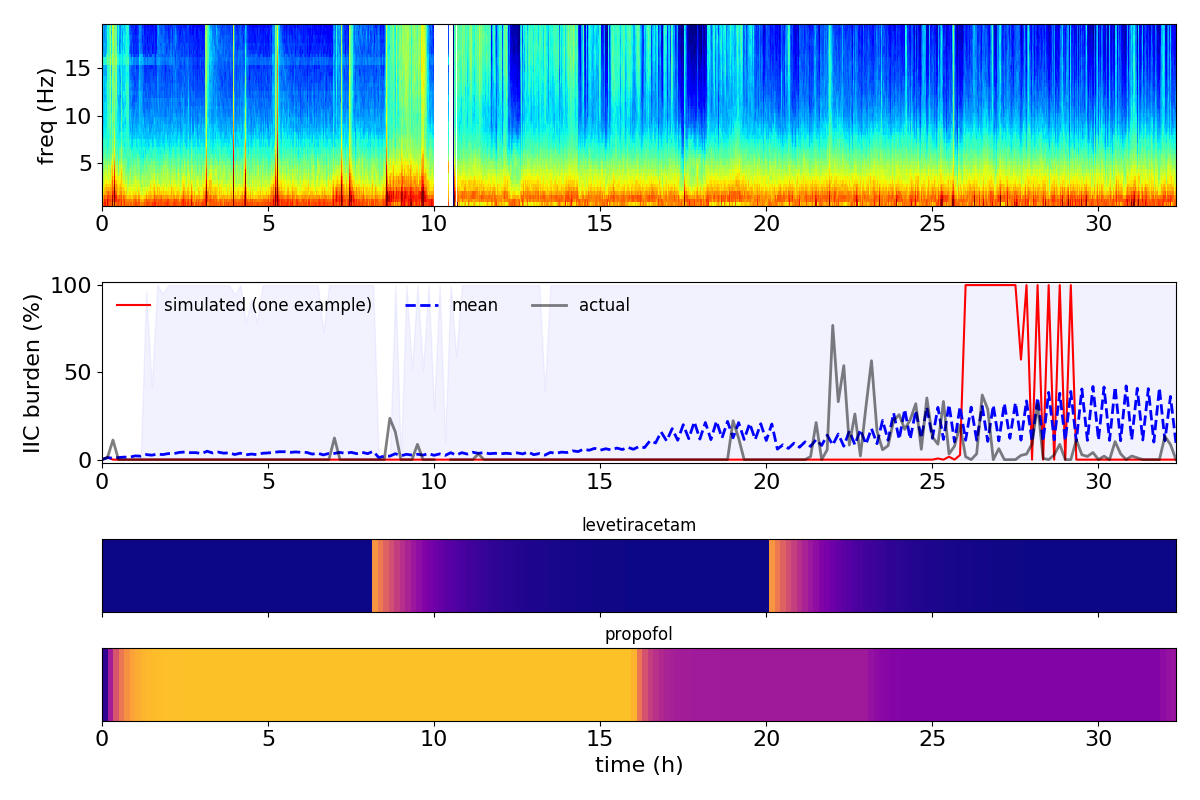 freq (Hz)
15
10
5
0 5 10 15 20 25 30
IIC burden (%)
100
50
0
simulated (one example) mean actual
0 5 10 15 20 25 30
levetiracetam
propofol
0 5 10 15 20 25 30
time (h)